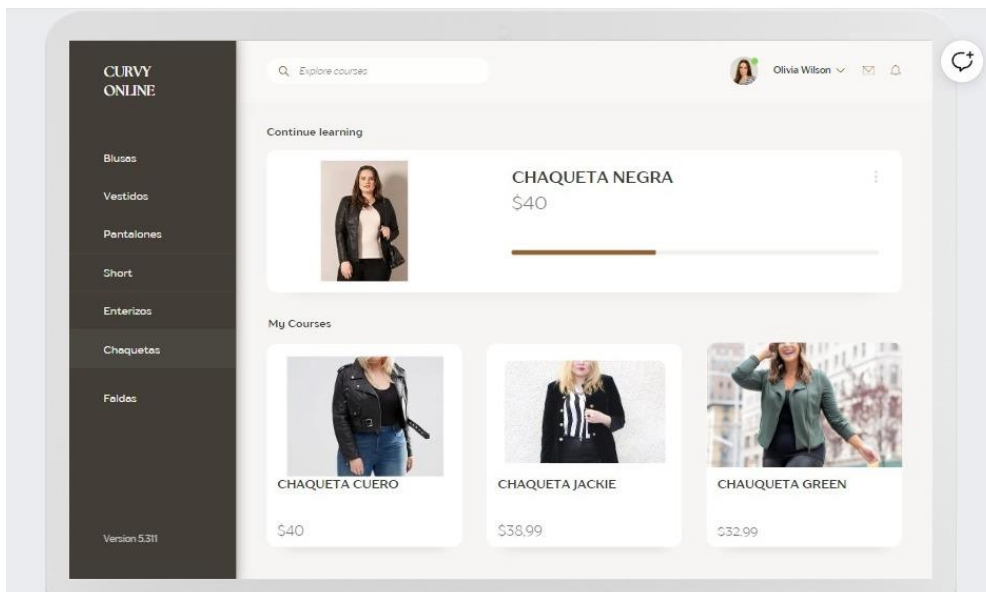 CURVY
ONLINE
Explore courses
Olivia Wilson
Blusas
Vestidos
Pantalones
Short
Enterizos
Chaquetas
Faldas
Version 5.311
Continue learning
CHAQUETA NEGRA
$40
My Courses
CHAQUETA CUERO
$40
CHAQUETA JACKIE
$38,99
CHAUQUETA GREEN
$32.99